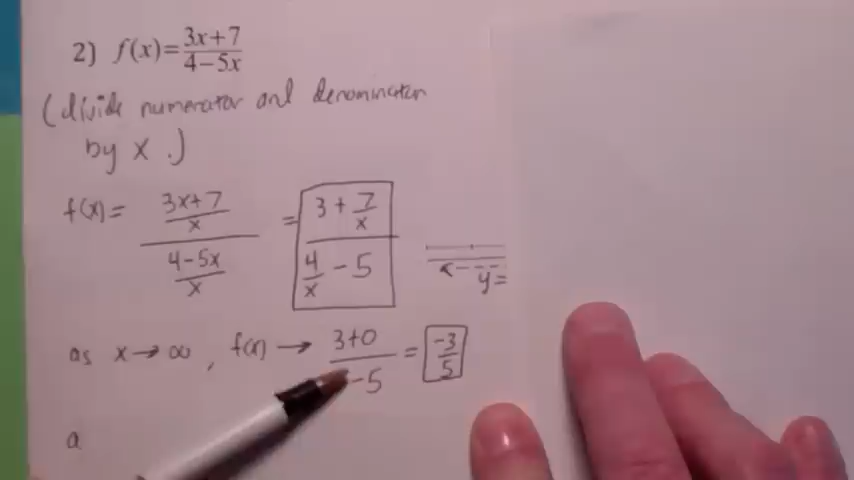 2) f(x)=3x+7/4-5x
(divide numerator and denominator
by x.)
f(x)= 3x+7/x / 4-5x/x = 3+7/x / 4/x-5
y=
as x→∞, f(x)→ 3+0/-5 = -3/5
a